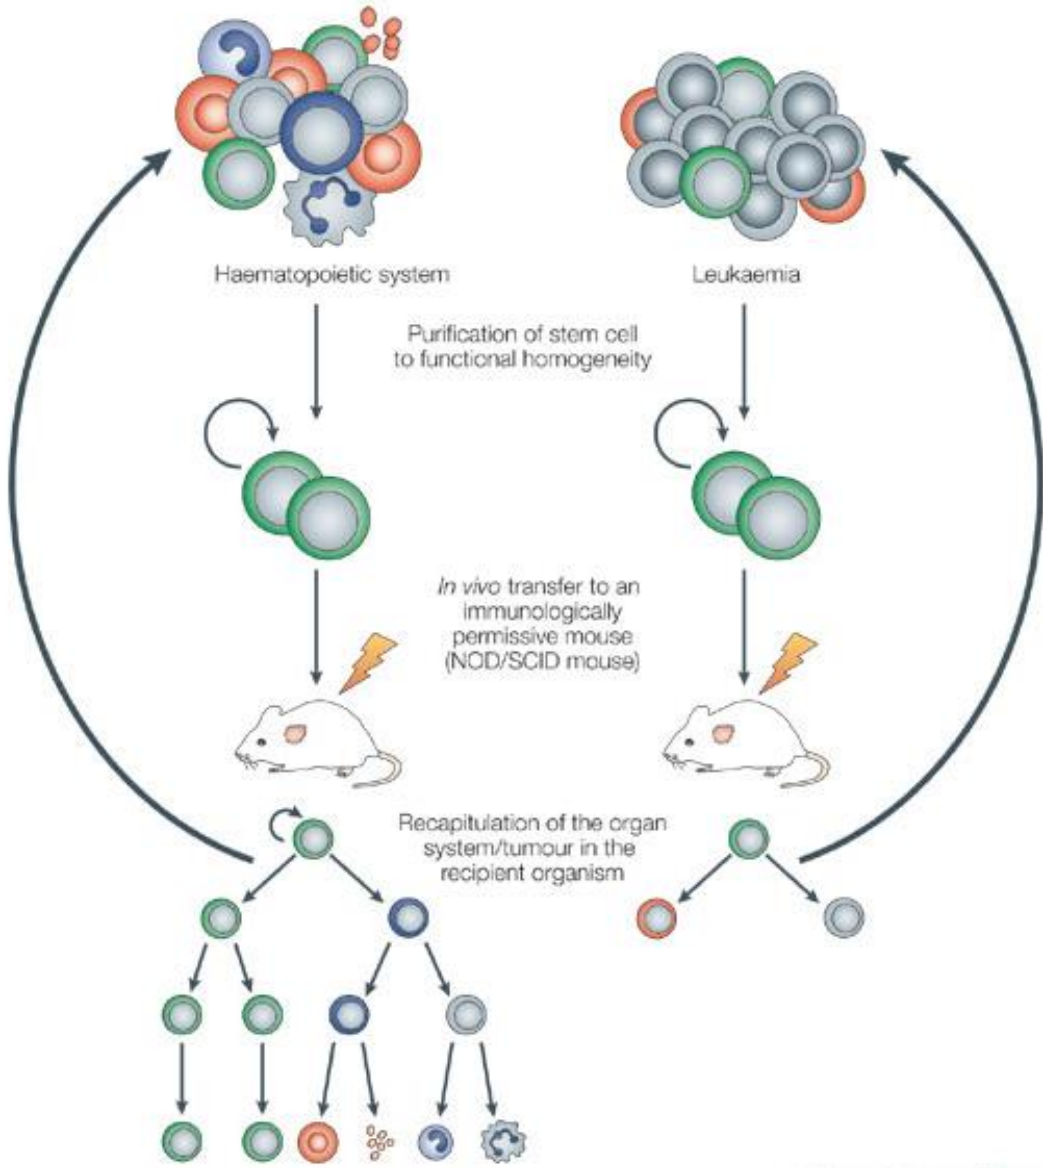 Haematopoietic system
Leukaemia
Purification of stem cell
to functional homogeneity
In vivo transfer to an
immunologically
permissive mouse
(NOD/SCID mouse)
Recapitulation of the organ
system/tumour in the
recipient organism